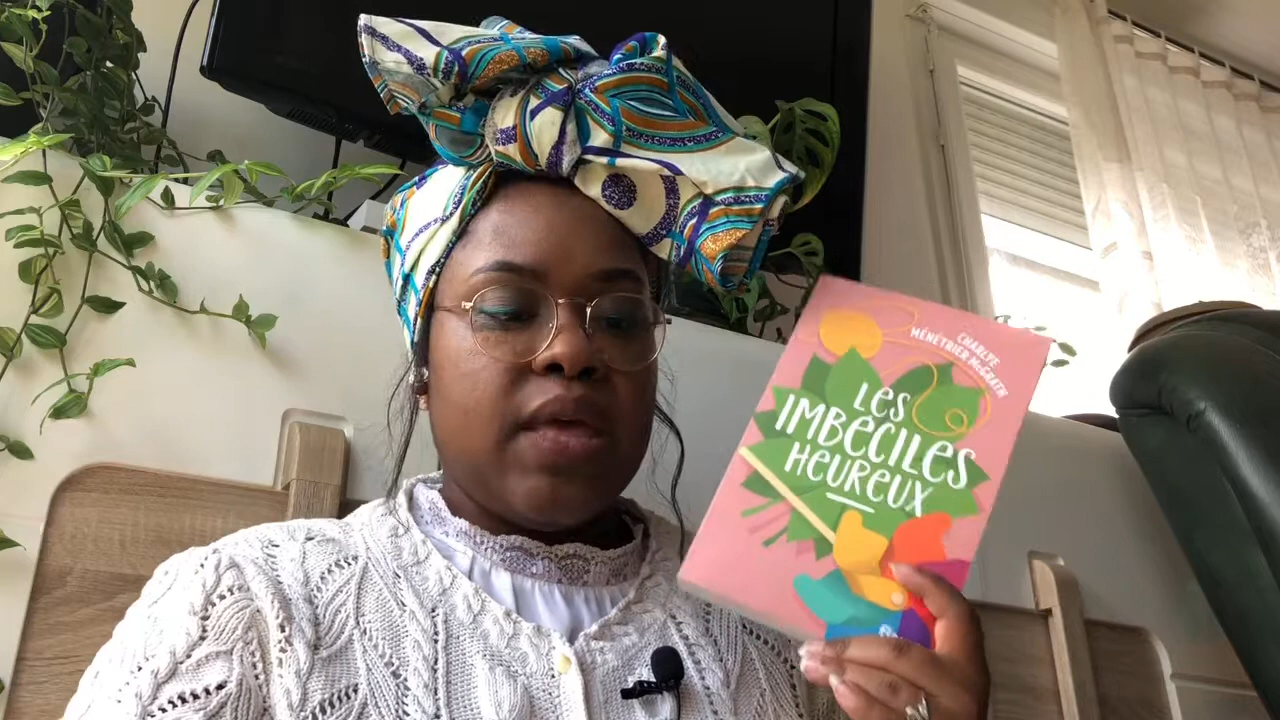 CHARLYE
MÉNÉTRIER McGRATH
Les
IMBÉCILES
HEUREUX